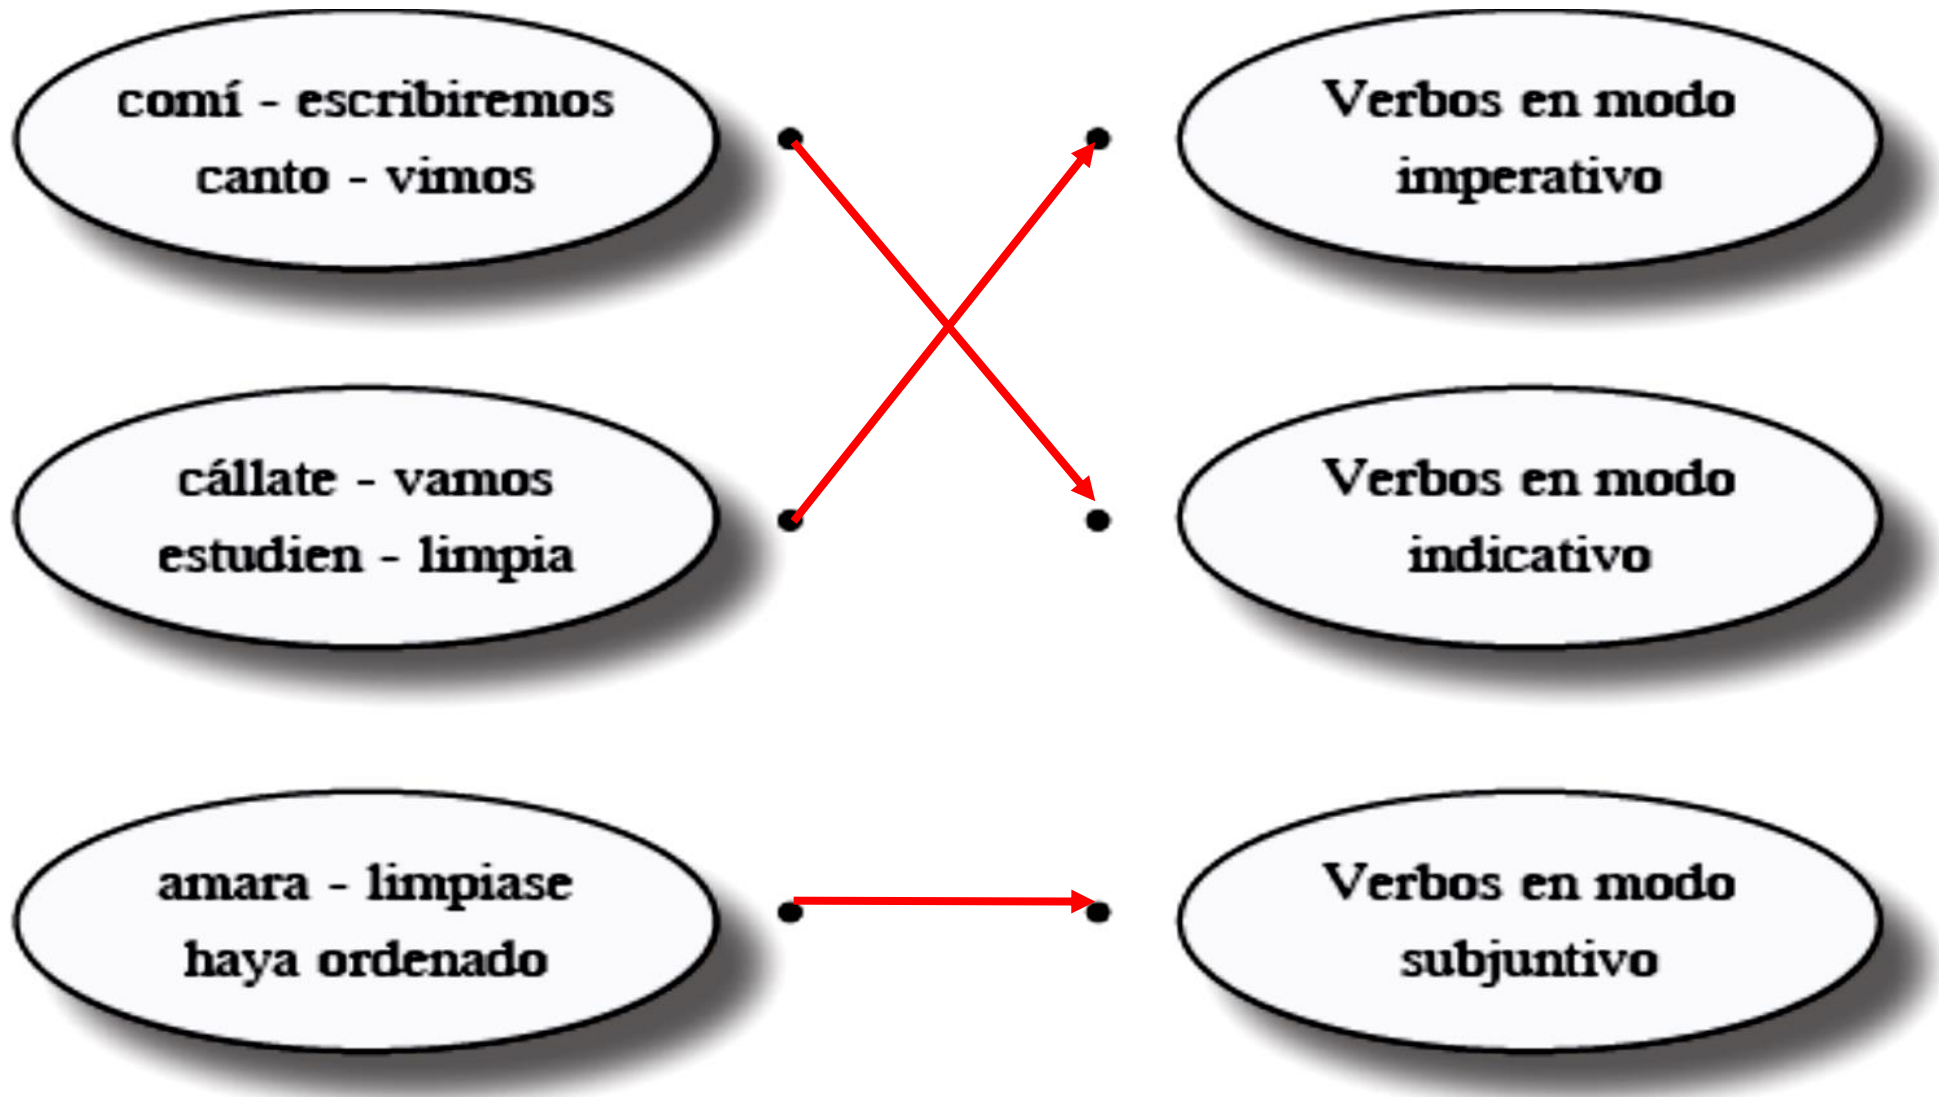 comí - escribiremos
canto - vimos
Verbos en modo
imperativo
cállate - vamos
estudien - limpia
Verbos en modo
indicativo
amara - limpiase
haya ordenado
Verbos en modo
subjuntivo